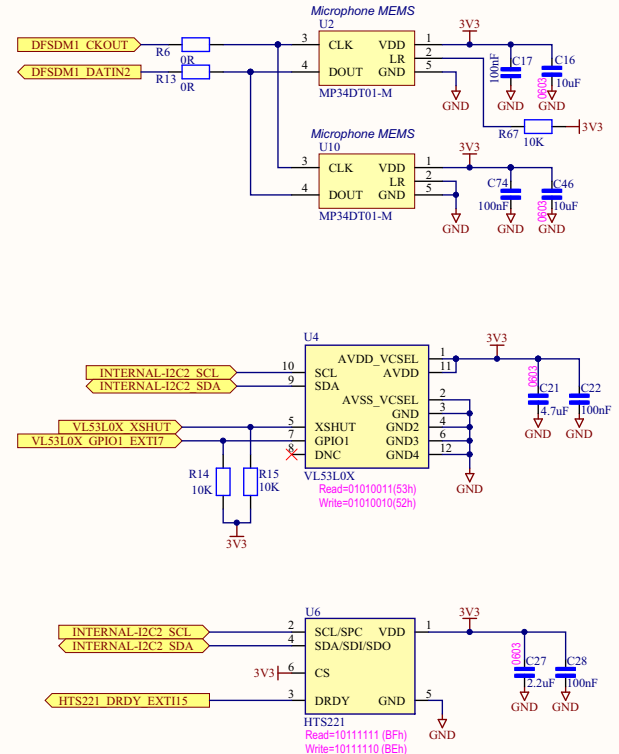 Microphone MEMS
U2
DFSDM1_CKOUT
R6
0R
3 CLK VDD 1
LR 2
DFSDM1_DATIN2
R13
0R
4 DOUT GND 5
MP34DT01-M
3V3
100nF
C17
C16
0603
10uF
GND
GND
GND
R67
10K
3V3
Microphone MEMS
U10
3 CLK VDD 1
LR 2
4 DOUT GND 5
MP34DT01-M
3V3
C74
100nF
C46
0603
10uF
GND
GND
GND
U4
3V3
AVDD_VCSEL 1
INTERNAL-I2C2_SCL
10 SCL AVDD 11
INTERNAL-I2C2_SDA
9 SDA
AVSS_VCSEL 2
GND 3
VL53L0X_XSHUT
5 XSHUT GND2 4
VL53L0X_GPIO1_EXTI7
7 GPIO1 GND3 6
8 DNC GND4 12
VL53L0X
Read=01010011(53h)
Write=01010010(52h)
0603
C21
4.7uF
C22
100nF
GND
GND
GND
R14
10K
R15
10K
3V3
U6
3V3
INTERNAL-I2C2_SCL
2 SCL/SPC VDD 1
INTERNAL-I2C2_SDA
4 SDA/SDI/SDO
3V3
6 CS
HTS221_DRDY_EXTI15
3 DRDY GND 5
HTS221
Read=10111111 (BFh)
Write=10111110 (BEh)
0603
C27
2.2uF
C28
100nF
GND
GND
GND